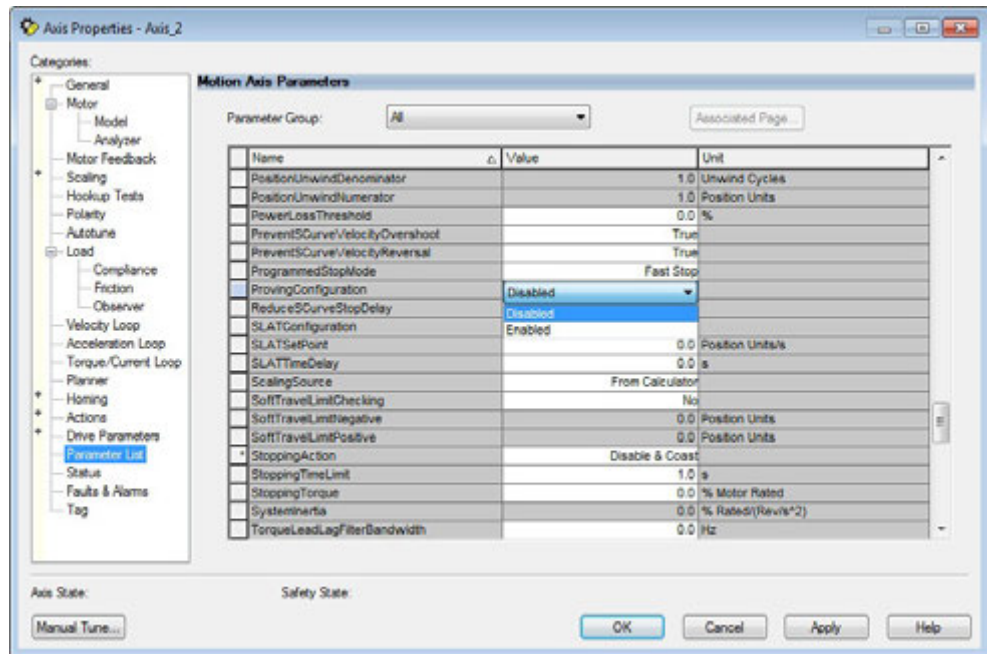 Axis Properties - Axis_2
Categories:
General
Motor
Model
Analyzer
Motor Feedback
Scaling
Hookup Tests
Polarity
Autotune
Load
Compliance
Friction
Observer
Velocity Loop
Acceleration Loop
Torque/Current Loop
Planner
Homing
Actions
Drive Parameters
Parameter List
Status
Faults & Alarms
Tag
Motion Axis Parameters
Parameter Group: All Associated Page...
Name Value Unit
PositionUnwindDenominator 1.0 Unwind Cycles
PositionUnwindNumerator 1.0 Position Units
PowerLossThreshold 0.0 %
PreventSCurveVelocityOvershoot True
PreventSCurveVelocityReversal True
ProgrammedStopMode Fast Stop
ProvingConfiguration Disabled
ReduceSCurveStopDelay Disabled
SLATConfiguration Enabled
SLATSetPoint 0.0 Position Units/s
SLATTimeDelay 0.0 s
ScalingSource From Calculator
SoftTravelLimitChecking No
SoftTravelLimitNegative 0.0 Position Units
SoftTravelLimitPositive 0.0 Position Units
* StoppingAction Disable & Coast
StoppingTimeLimit 1.0 s
StoppingTorque 0.0 % Motor Rated
SystemInertia 0.0 % Rated/(Rev/s^2)
TorqueLeadLagFilterBandwidth 0.0 Hz
Axis State: Safety State:
Manual Tune... OK Cancel Apply Help